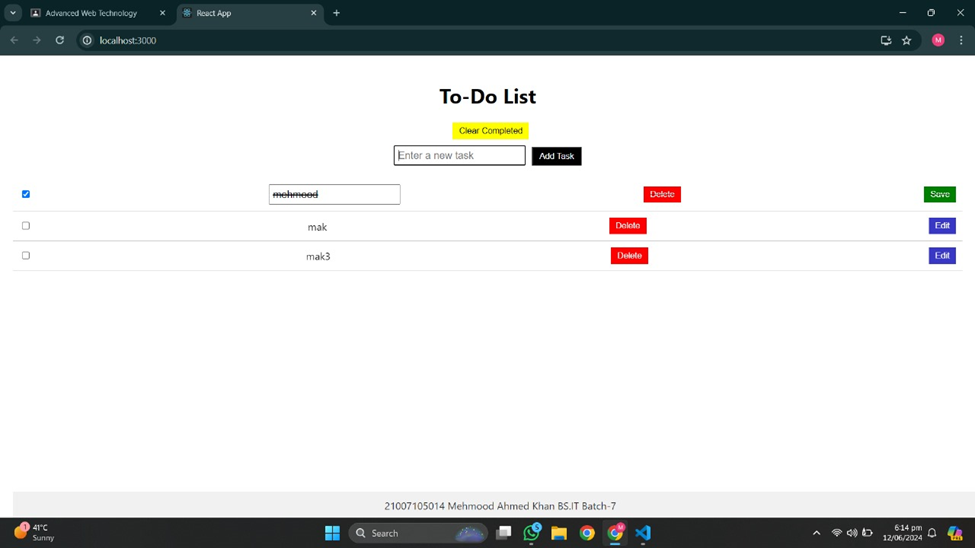 Advanced Web Technology
React App
localhost:3000
M
To-Do List
Clear Completed
Enter a new task Add Task
mehmood Delete Save
mak Delete Edit
mak3 Delete Edit
21007105014 Mehmood Ahmed Khan BS.IT Batch-7
1
41°C
Sunny
Search
5
M
6:14 pm
12/06/2024